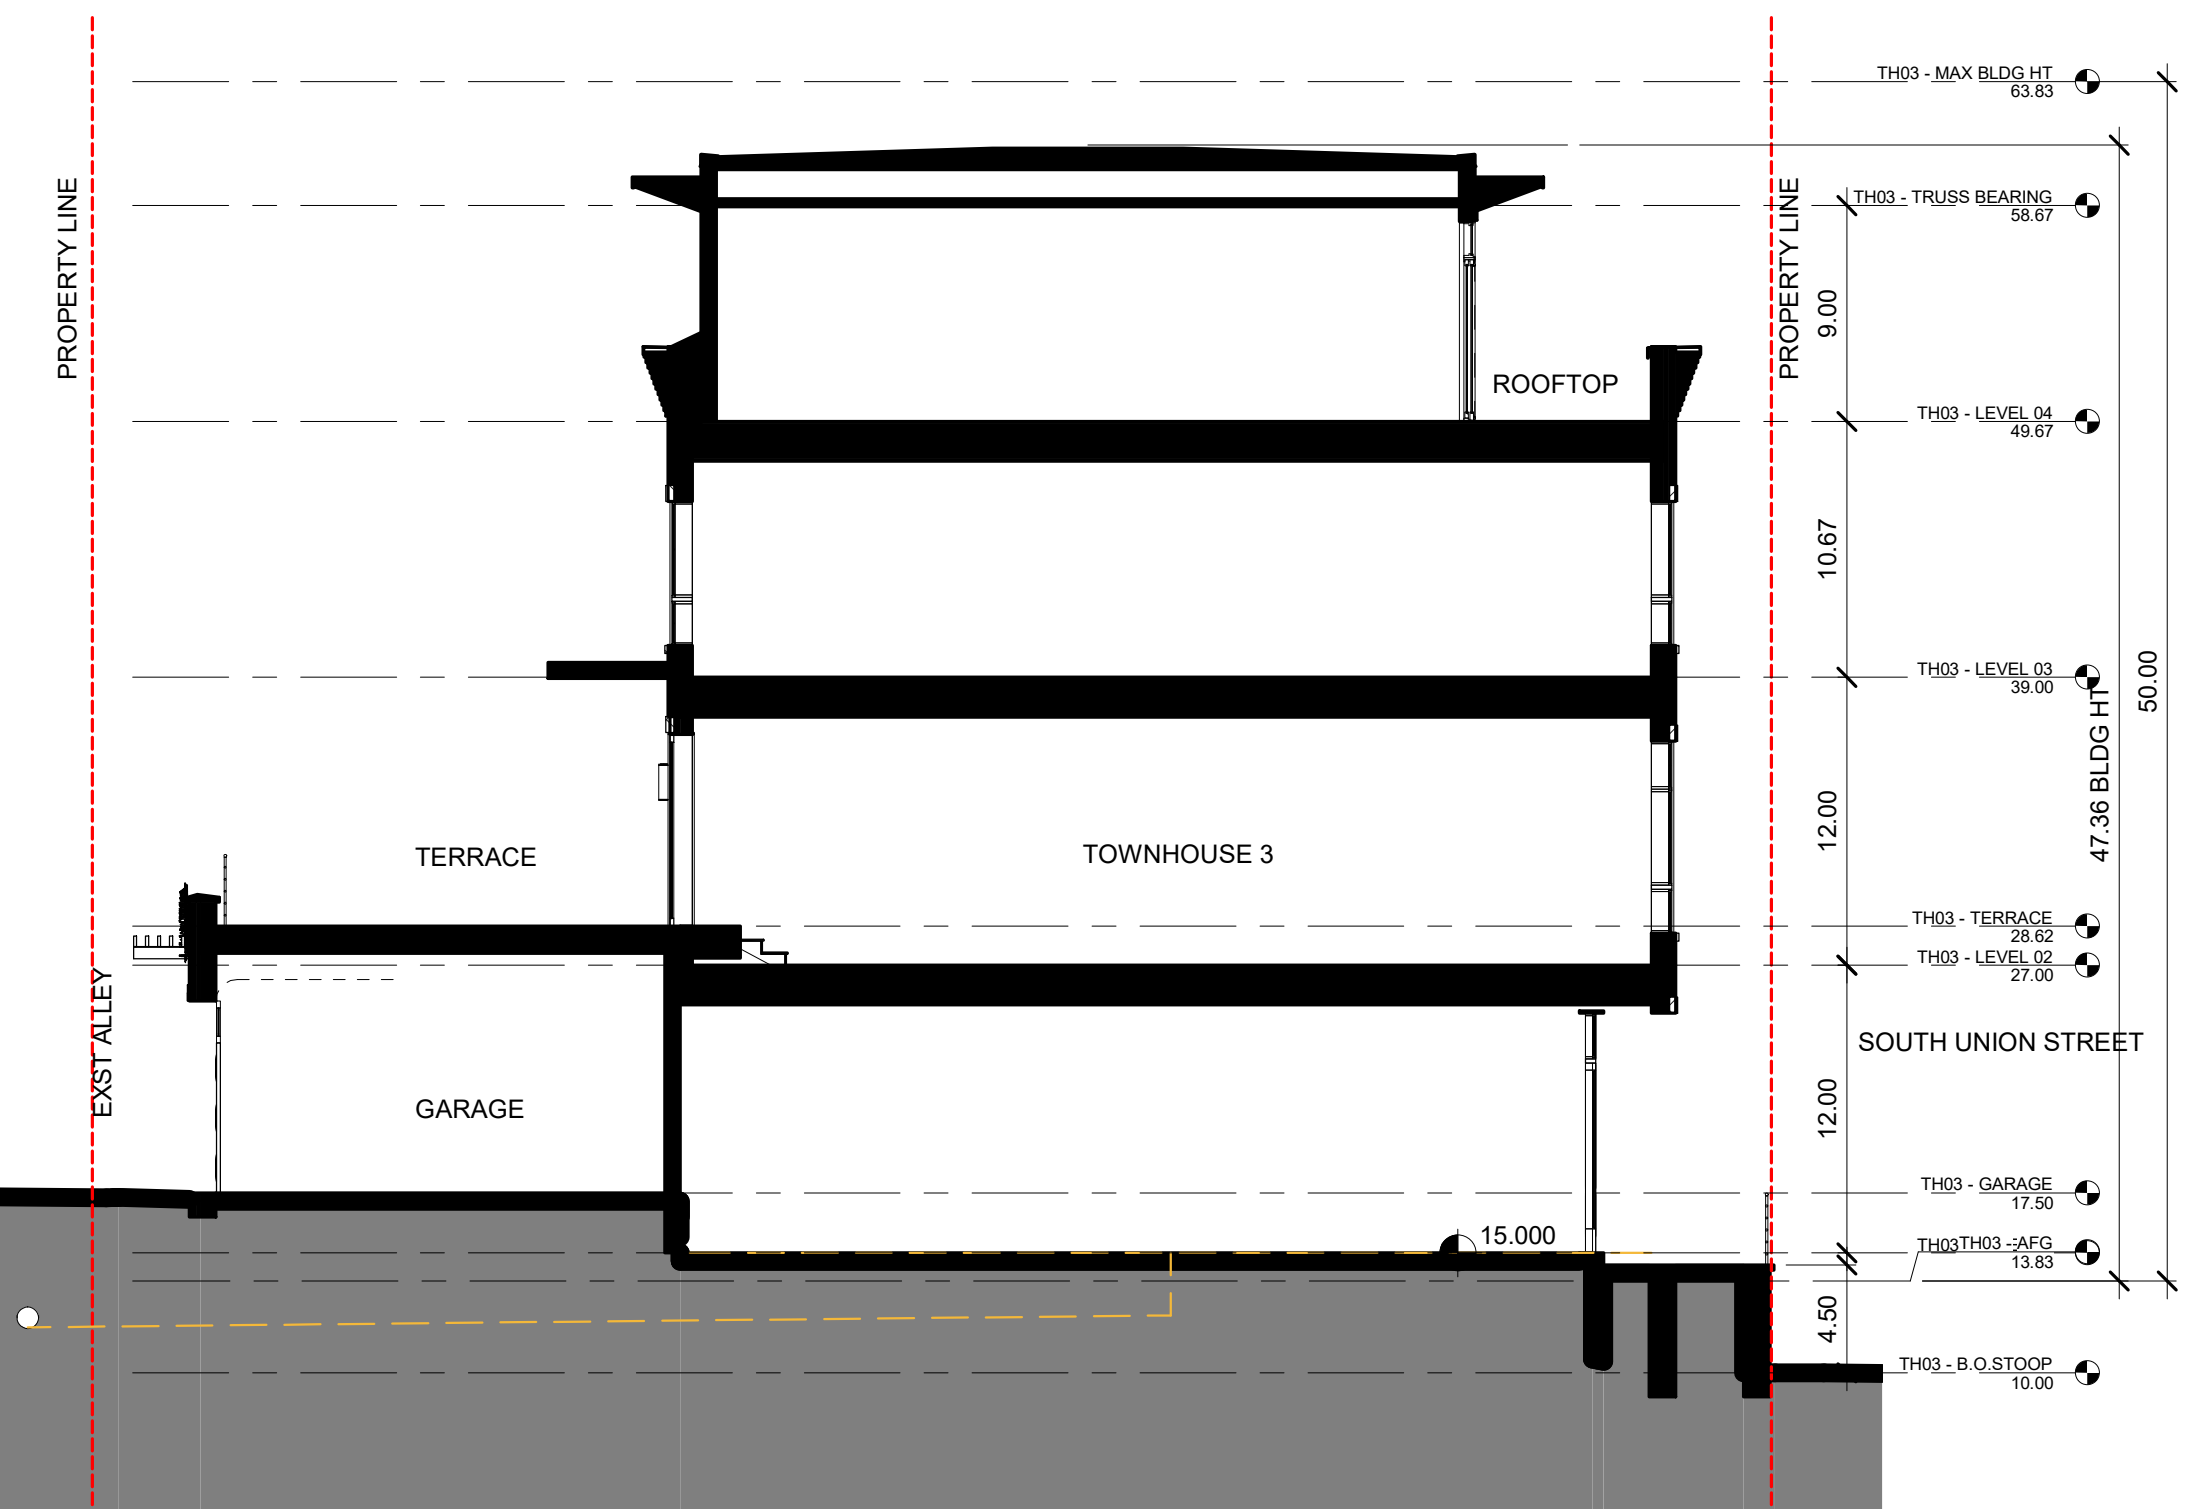 TH03 - MAX BLDG HT
63.83
PROPERTY LINE
PROPERTY LINE
TH03 - TRUSS BEARING
58.67
9.00
ROOFTOP
TH03 - LEVEL 04
49.67
10.67
TH03 - LEVEL 03
39.00
50.00
47.36 BLDG HT
12.00
TERRACE
TOWNHOUSE 3
TH03 - TERRACE
28.62
TH03 - LEVEL 02
27.00
EXST ALLEY
SOUTH UNION STREET
GARAGE
12.00
TH03 - GARAGE
17.50
15.000
TH03
TH03 - AFG
13.83
4.50
TH03 - B.O.STOOP
10.00